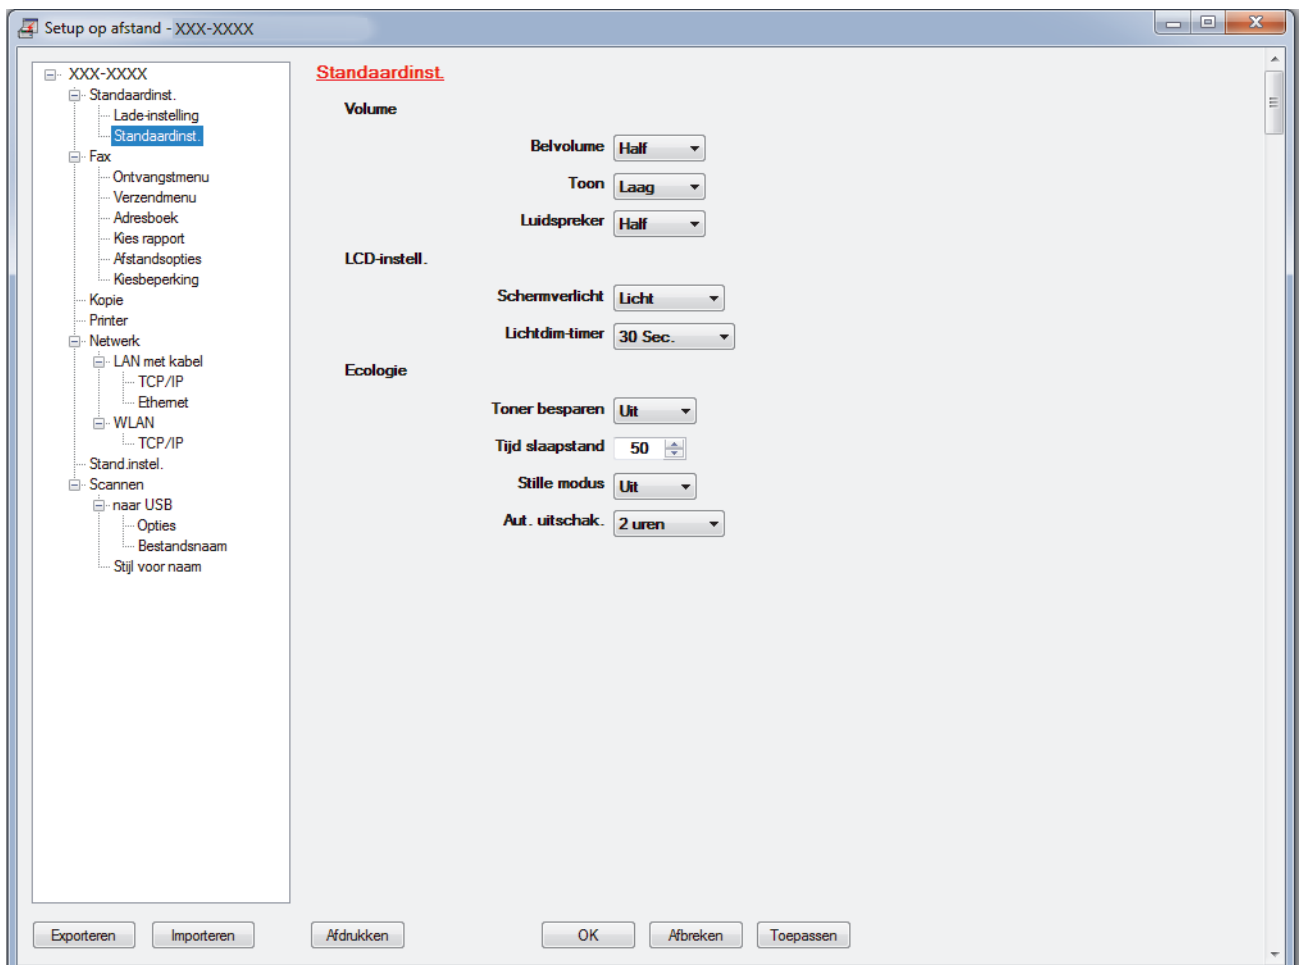 Setup op afstand - XXX-XXXX
XXX-XXXX
Standaardinst.
Lade-instelling
Standaardinst.
Fax
Ontvangstmenu
Verzendmenu
Adresboek
Kies rapport
Afstandsopties
Kiesbeperking
Kopie
Printer
Netwerk
LAN met kabel
TCP/IP
Ethernet
WLAN
TCP/IP
Stand.instel.
Scannen
naar USB
Opties
Bestandsnaam
Stijl voor naam
Standaardinst.
Volume
Belvolume Half
Toon Laag
Luidspreker Half
LCD-instell.
Schermverlicht Licht
Lichtdim-timer 30 Sec.
Ecologie
Toner besparen Uit
Tijd slaapstand 50
Stille modus Uit
Aut. uitschak. 2 uren
Exporteren Importeren Afdrukken OK Afbreken Toepassen